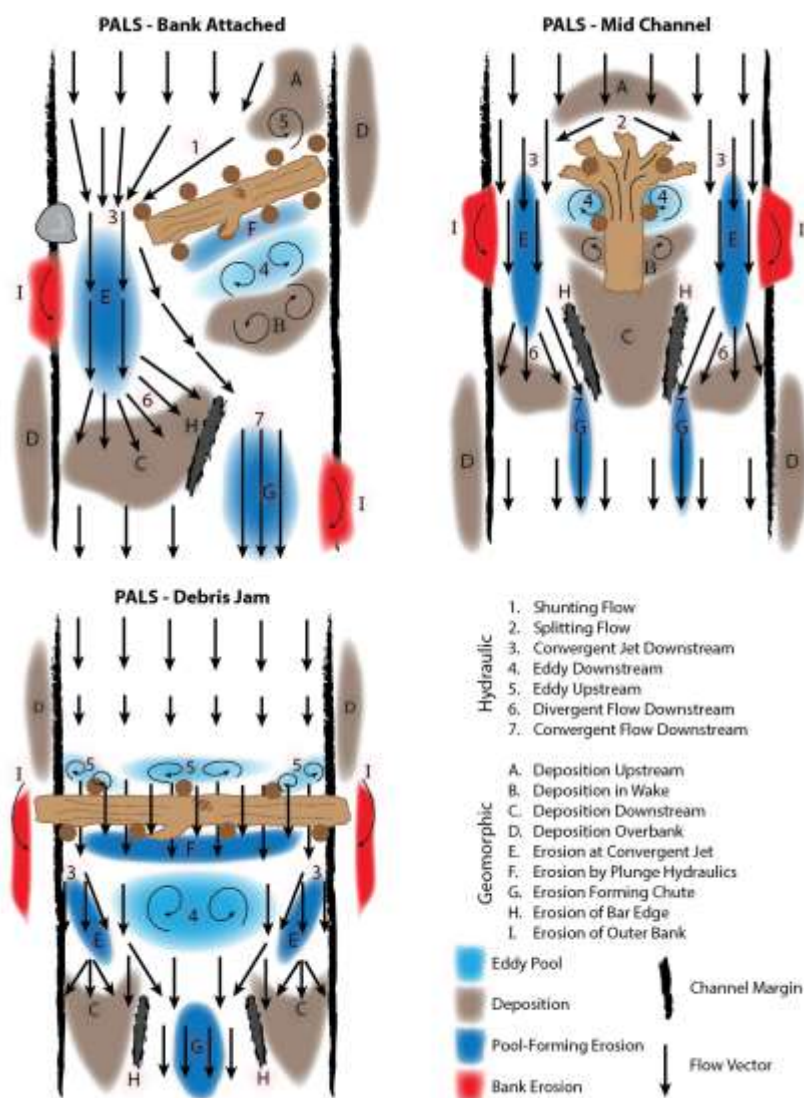 PALS - Bank Attached
A
5
D
1
3
F
I
4
E
B
6
H
D
C
7
G
I
PALS - Mid Channel
A
2
3
3
4
4
I
E
E
I
B
H
H
C
6
6
7
7
G
G
D
D
PALS - Debris Jam
D
D
5
5
5
I
I
F
3
3
4
E
E
C
C
G
H
H
Hydraulic
1. Shunting Flow
2. Splitting Flow
3. Convergent Jet Downstream
4. Eddy Downstream
5. Eddy Upstream
6. Divergent Flow Downstream
7. Convergent Flow Downstream
Geomorphic
A. Deposition Upstream
B. Deposition in Wake
C. Deposition Downstream
D. Deposition Overbank
E. Erosion at Convergent Jet
F. Erosion by Plunge Hydraulics
G. Erosion Forming Chute
H. Erosion of Bar Edge
I. Erosion of Outer Bank
Eddy Pool
Deposition
Pool-Forming Erosion
Bank Erosion
Channel Margin
Flow Vector